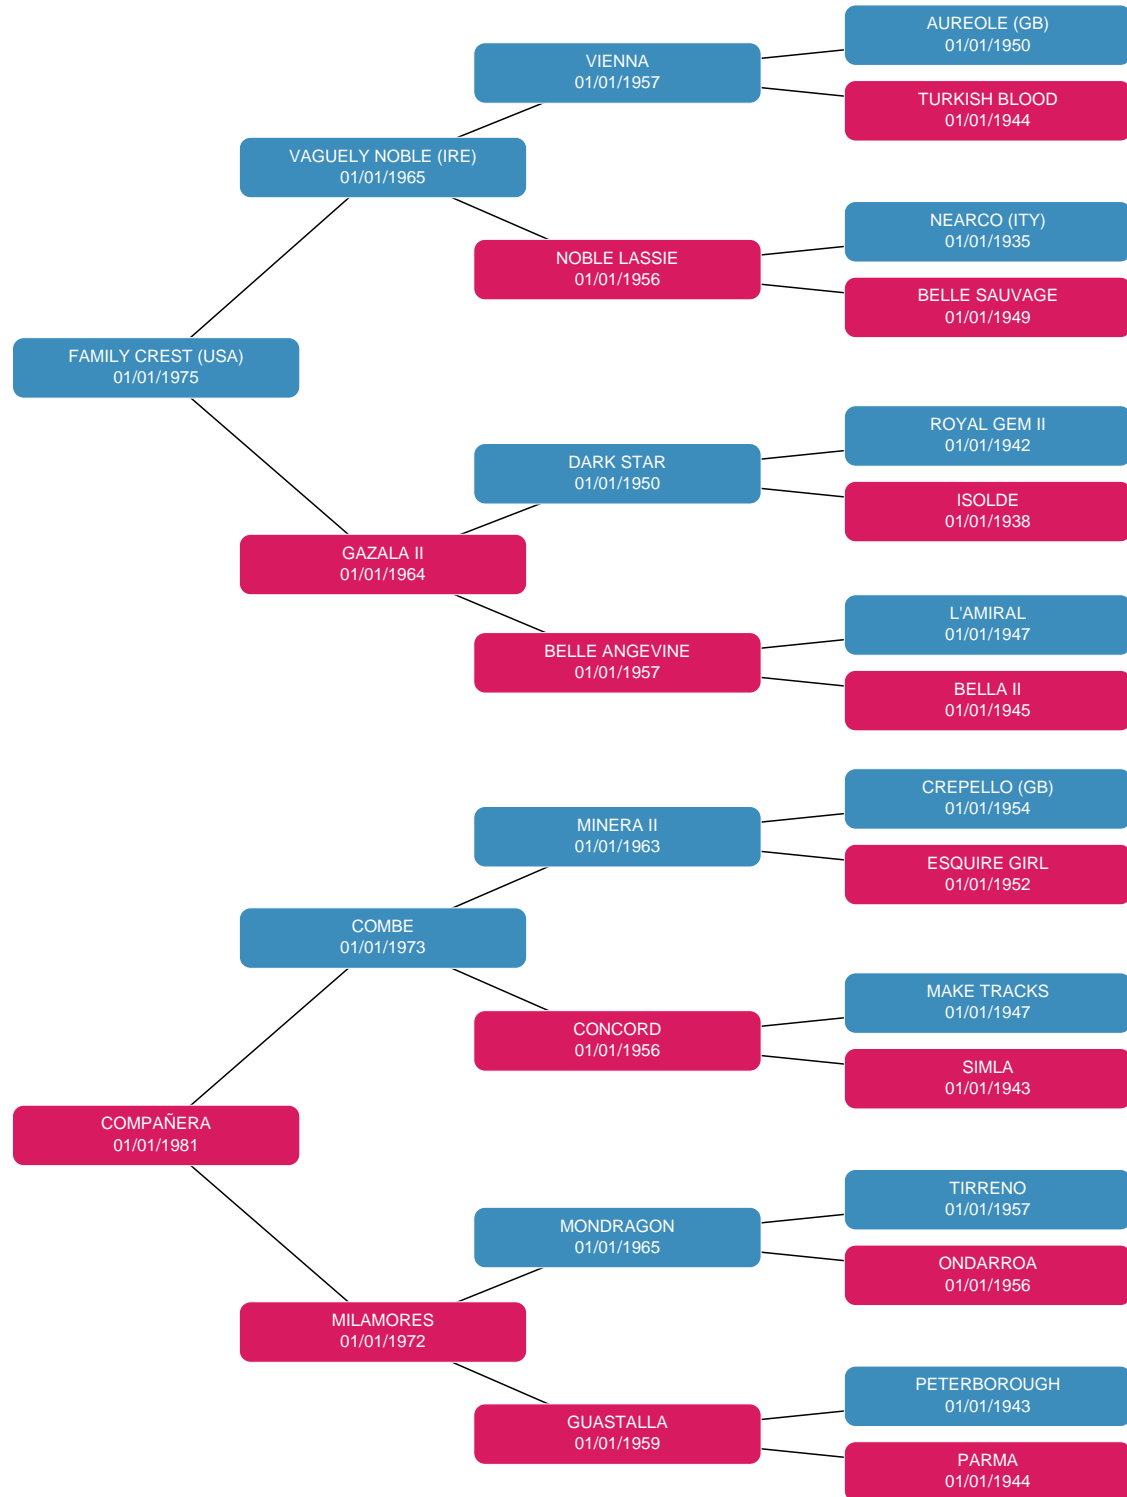 AUREOLE (GB)
01/01/1950
VIENNA
01/01/1957
TURKISH BLOOD
01/01/1944
VAGUELY NOBLE (IRE)
01/01/1965
NEARCO (ITY)
01/01/1935
NOBLE LASSIE
01/01/1956
BELLE SAUVAGE
01/01/1949
FAMILY CREST (USA)
01/01/1975
ROYAL GEM II
01/01/1942
DARK STAR
01/01/1950
ISOLDE
01/01/1938
GAZALA II
01/01/1964
L'AMIRAL
01/01/1947
BELLE ANGEVINE
01/01/1957
BELLA II
01/01/1945
CREPELLO (GB)
01/01/1954
MINERA II
01/01/1963
ESQUIRE GIRL
01/01/1952
COMBE
01/01/1973
MAKE TRACKS
01/01/1947
CONCORD
01/01/1956
SIMLA
01/01/1943
COMPAÑERA
01/01/1981
TIRRENO
01/01/1957
MONDRAGON
01/01/1965
ONDARROA
01/01/1956
MILAMORES
01/01/1972
PETERBOROUGH
01/01/1943
GUASTALLA
01/01/1959
PARMA
01/01/1944